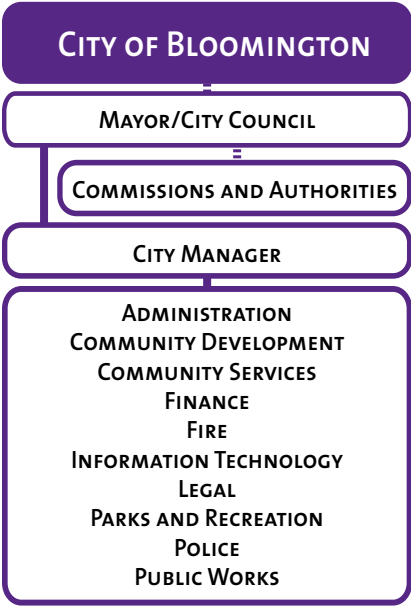 City of Bloomington
Mayor/City Council
Commissions and Authorities
City Manager
Administration
Community Development
Community Services
Finance
Fire
Information Technology
Legal
Parks and Recreation
Police
Public Works